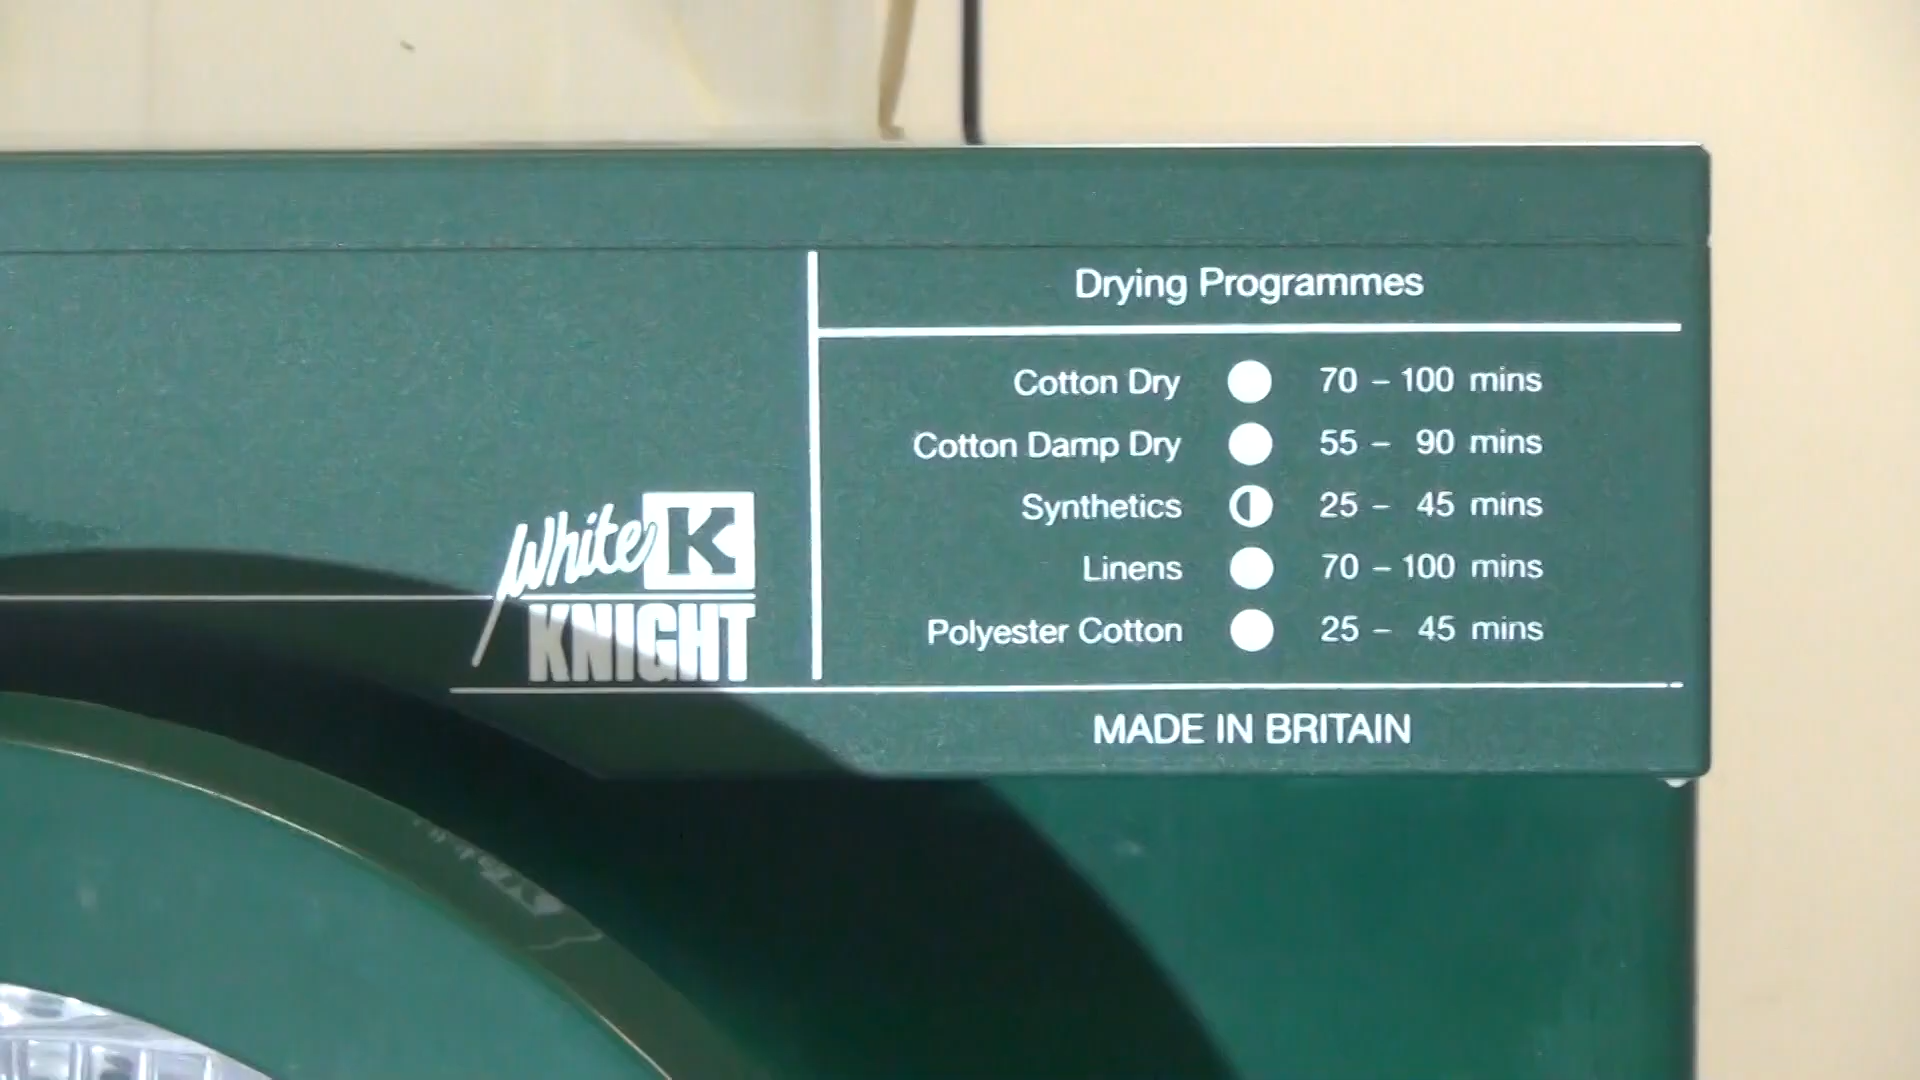 Drying Programmes
Cotton Dry 70 – 100 mins
Cotton Damp Dry 55 – 90 mins
Synthetics 25 – 45 mins
Linens 70 – 100 mins
Polyester Cotton 25 – 45 mins
White K
KNIGHT
MADE IN BRITAIN